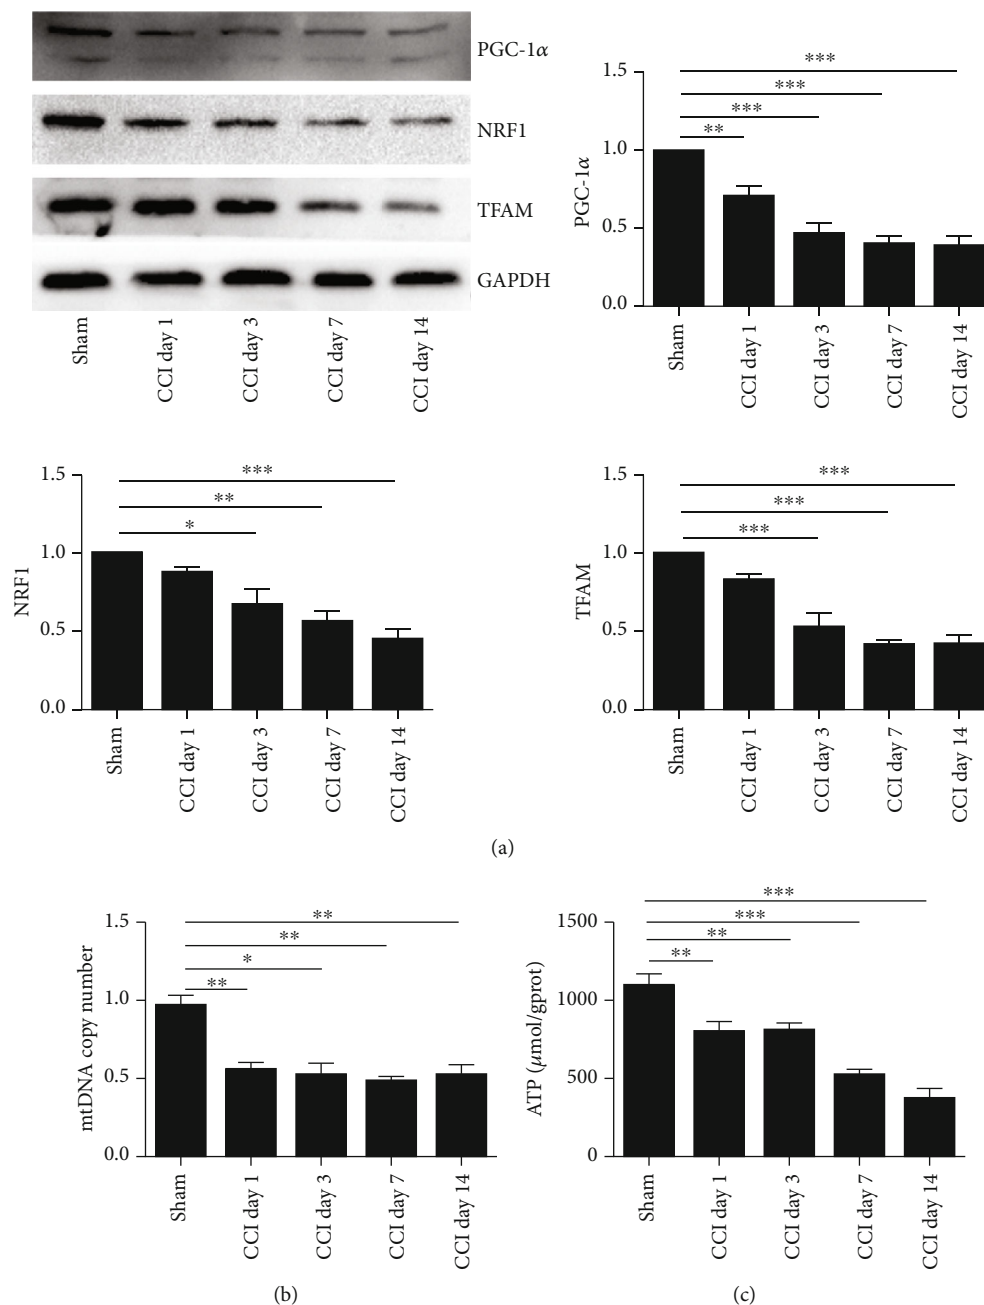 PGC-1α
NRF1
TFAM
GAPDH
Sham
CCI day 1
CCI day 3
CCI day 7
CCI day 14
PGC-1α
1.5
1.0
0.5
0.0
***
***
***
**
Sham
CCI day 1
CCI day 3
CCI day 7
CCI day 14
NRF1
1.5
1.0
0.5
0.0
***
**
*
Sham
CCI day 1
CCI day 3
CCI day 7
CCI day 14
TFAM
1.5
1.0
0.5
0.0
***
***
***
Sham
CCI day 1
CCI day 3
CCI day 7
CCI day 14
(a)
mtDNA copy number
1.5
1.0
0.5
0.0
**
**
*
**
Sham
CCI day 1
CCI day 3
CCI day 7
CCI day 14
(b)
ATP (μmol/gprot)
1500
1000
500
0
***
***
**
**
Sham
CCI day 1
CCI day 3
CCI day 7
CCI day 14
(c)